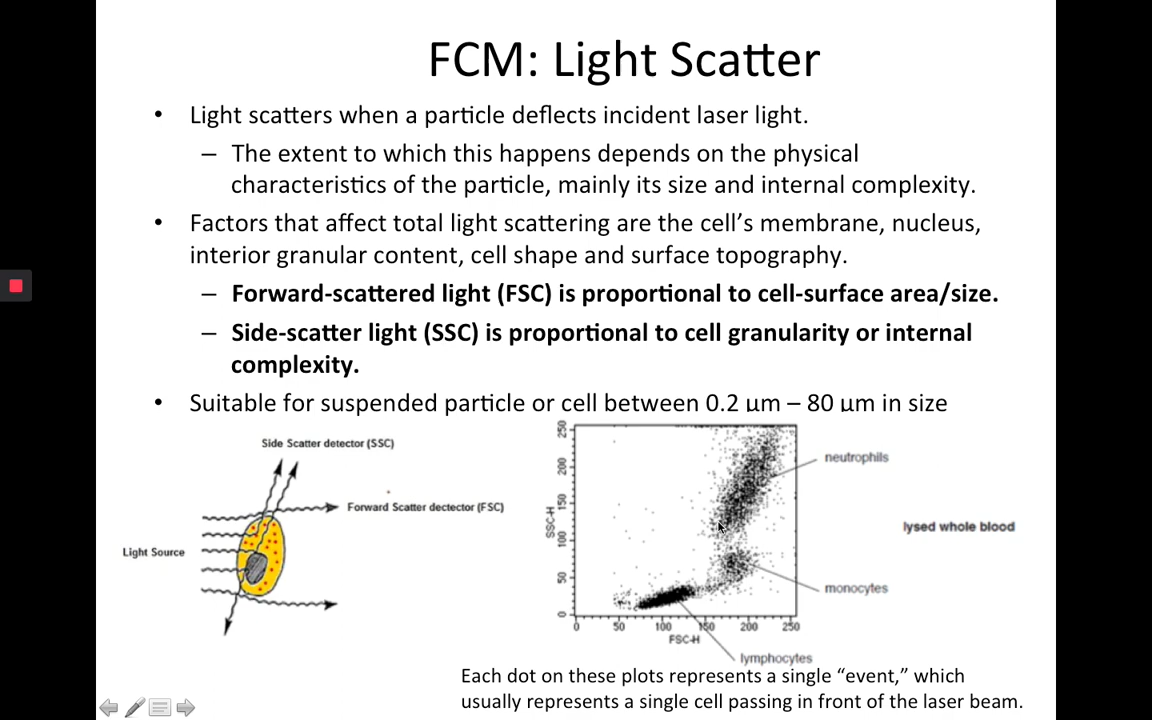 FCM: Light Scatter
• Light scatters when a particle deflects incident laser light.
– The extent to which this happens depends on the physical
characteristics of the particle, mainly its size and internal complexity.
• Factors that affect total light scattering are the cell's membrane, nucleus,
interior granular content, cell shape and surface topography.
– Forward-scattered light (FSC) is proportional to cell-surface area/size.
– Side-scatter light (SSC) is proportional to cell granularity or internal
complexity.
• Suitable for suspended particle or cell between 0.2 µm – 80 µm in size
Side Scatter detector (SSC)
Forward Scatter dectector (FSC)
Light Source
SSC-H
250
200
150
100
50
0
0 50 100 150 200 250
FSC-H
neutrophils
lysed whole blood
monocytes
lymphocytes
Each dot on these plots represents a single “event,” which
usually represents a single cell passing in front of the laser beam.